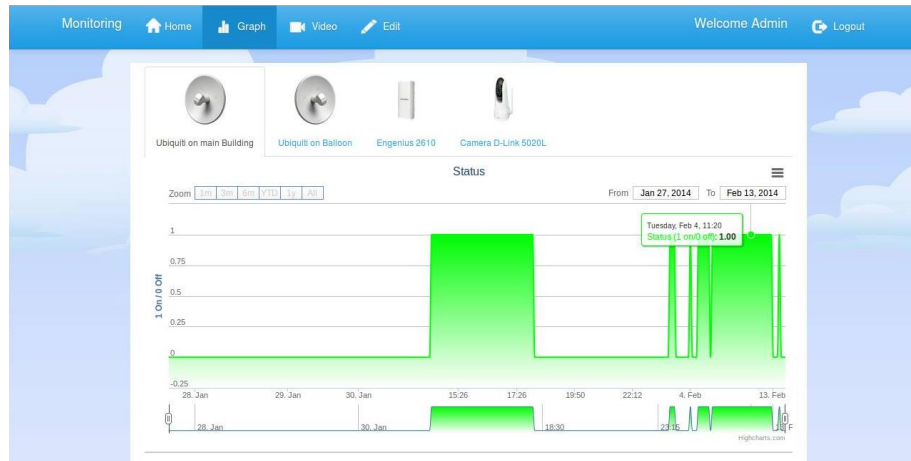 Monitoring Home Graph Video Edit Welcome Admin Logout
Ubiquiti on main Building Ubiquiti on Balloon Engenius 2610 Camera D-Link 5020L
Status
Zoom 1m 3m 6m YTD 1y All From Jan 27, 2014 To Feb 13, 2014
Tuesday, Feb 4, 11:20
Status (1 on/0 off): 1.00
1 On / 0 Off
1
0.75
0.5
0.25
0
-0.25
28. Jan 29. Jan 30. Jan 15:26 17:26 19:50 22:12 4. Feb 13. Feb
28. Jan 30. Jan 18:30 23:15
Highcharts.com